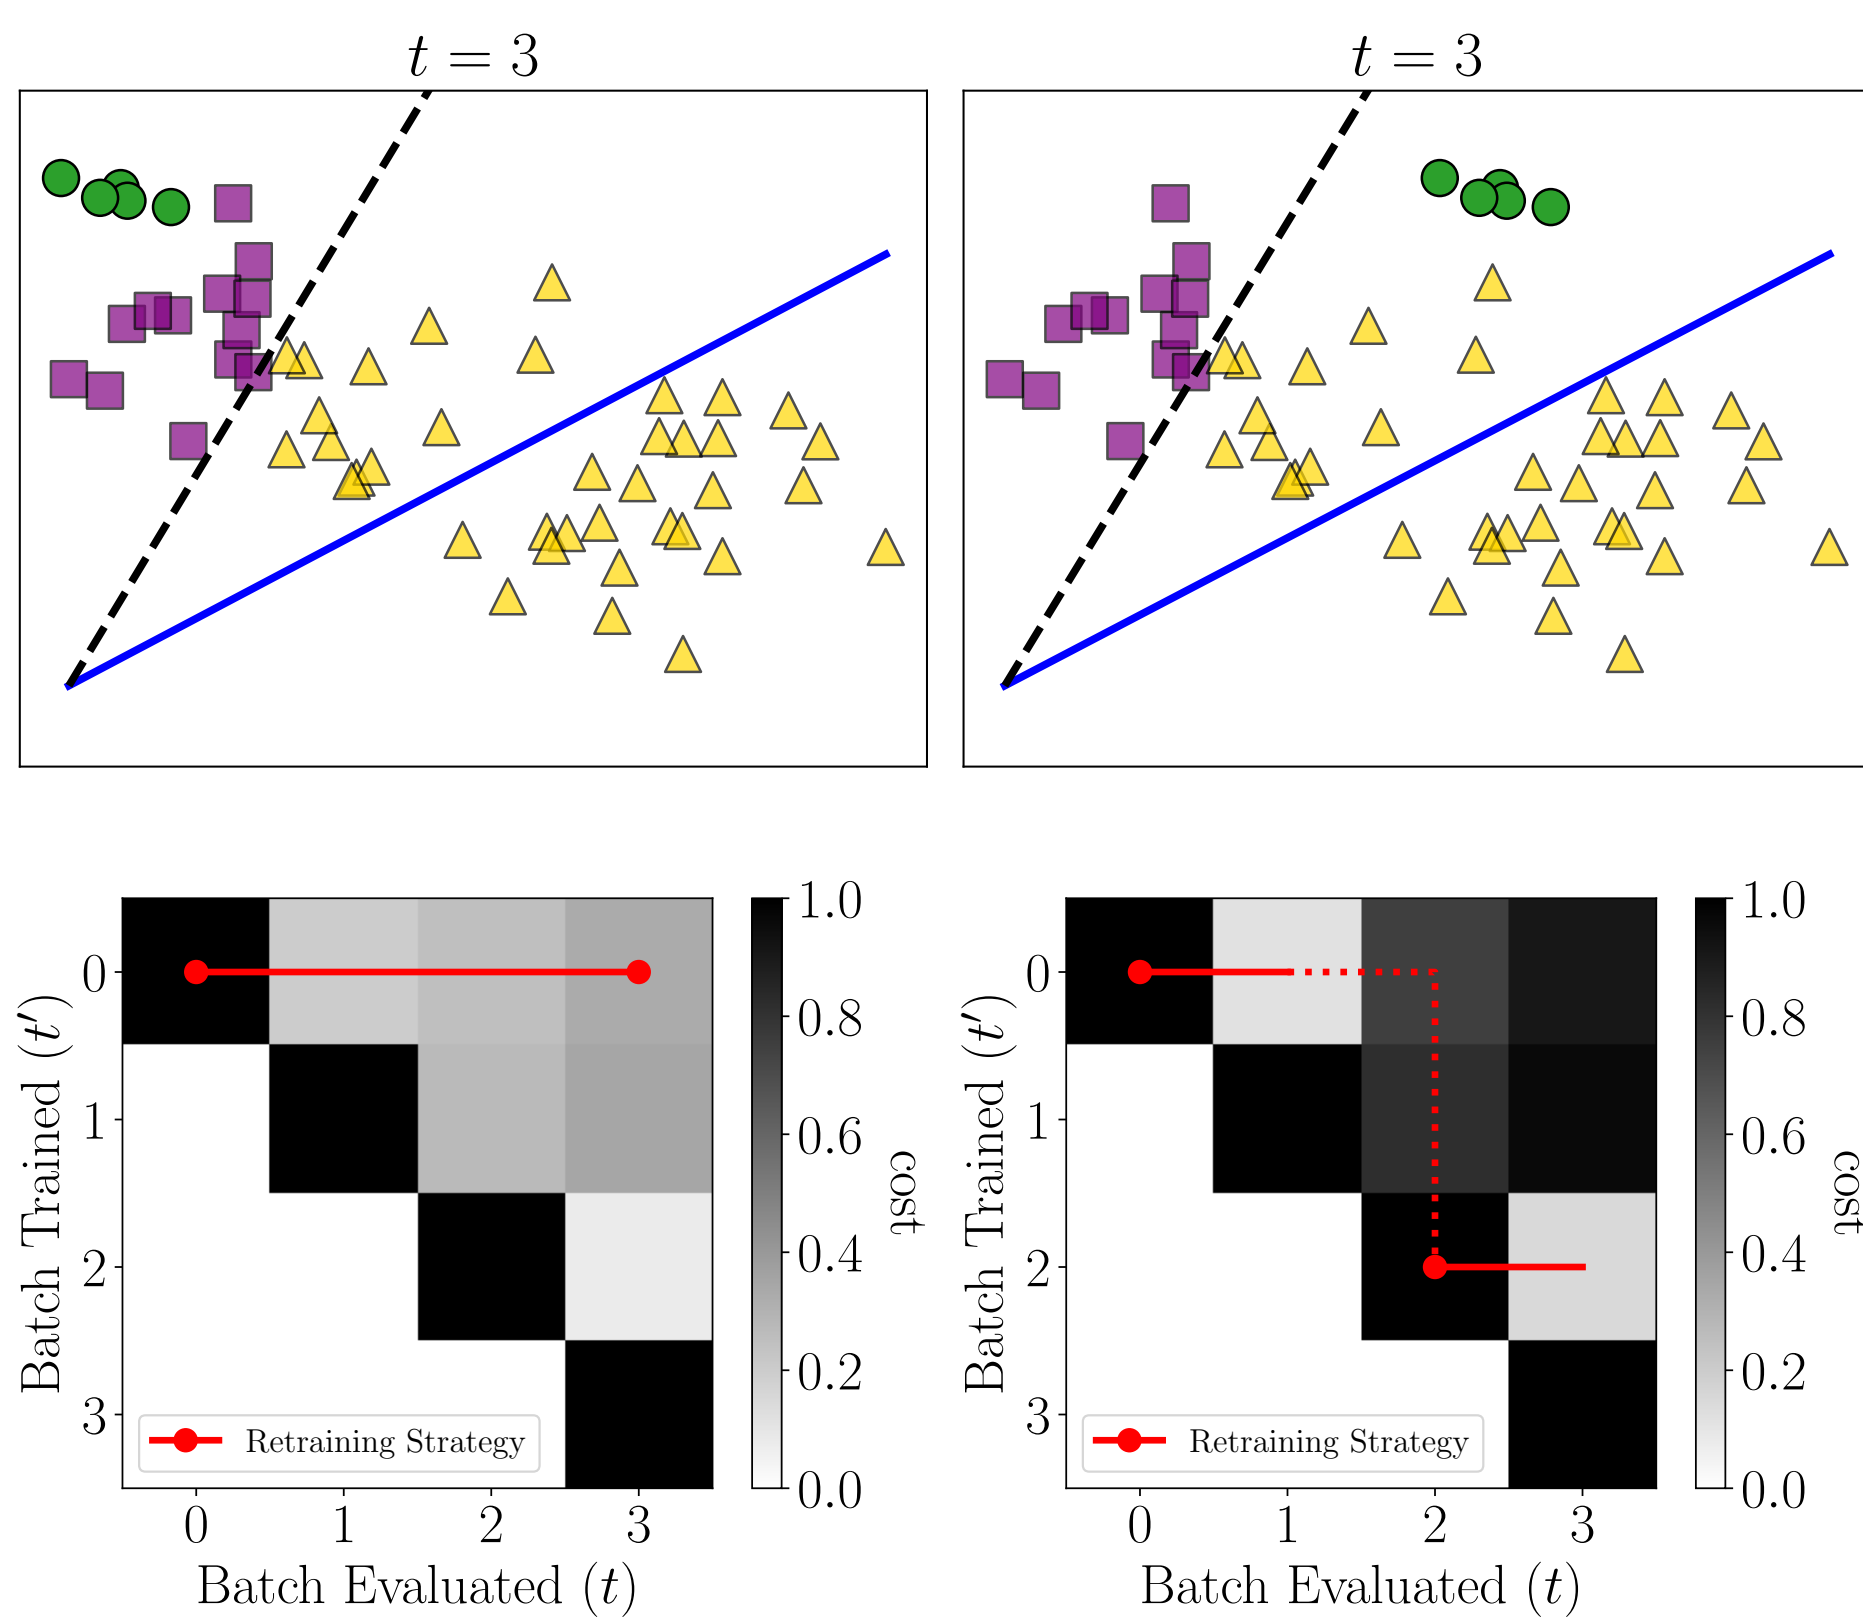 t = 3
t = 3
1.0
0.8
0.6
0.4
0.2
0.0
cost
0
1
2
3
Batch Trained (t′)
Retraining Strategy
0 1 2 3
Batch Evaluated (t)
1.0
0.8
0.6
0.4
0.2
0.0
cost
0
1
2
3
Batch Trained (t′)
Retraining Strategy
0 1 2 3
Batch Evaluated (t)